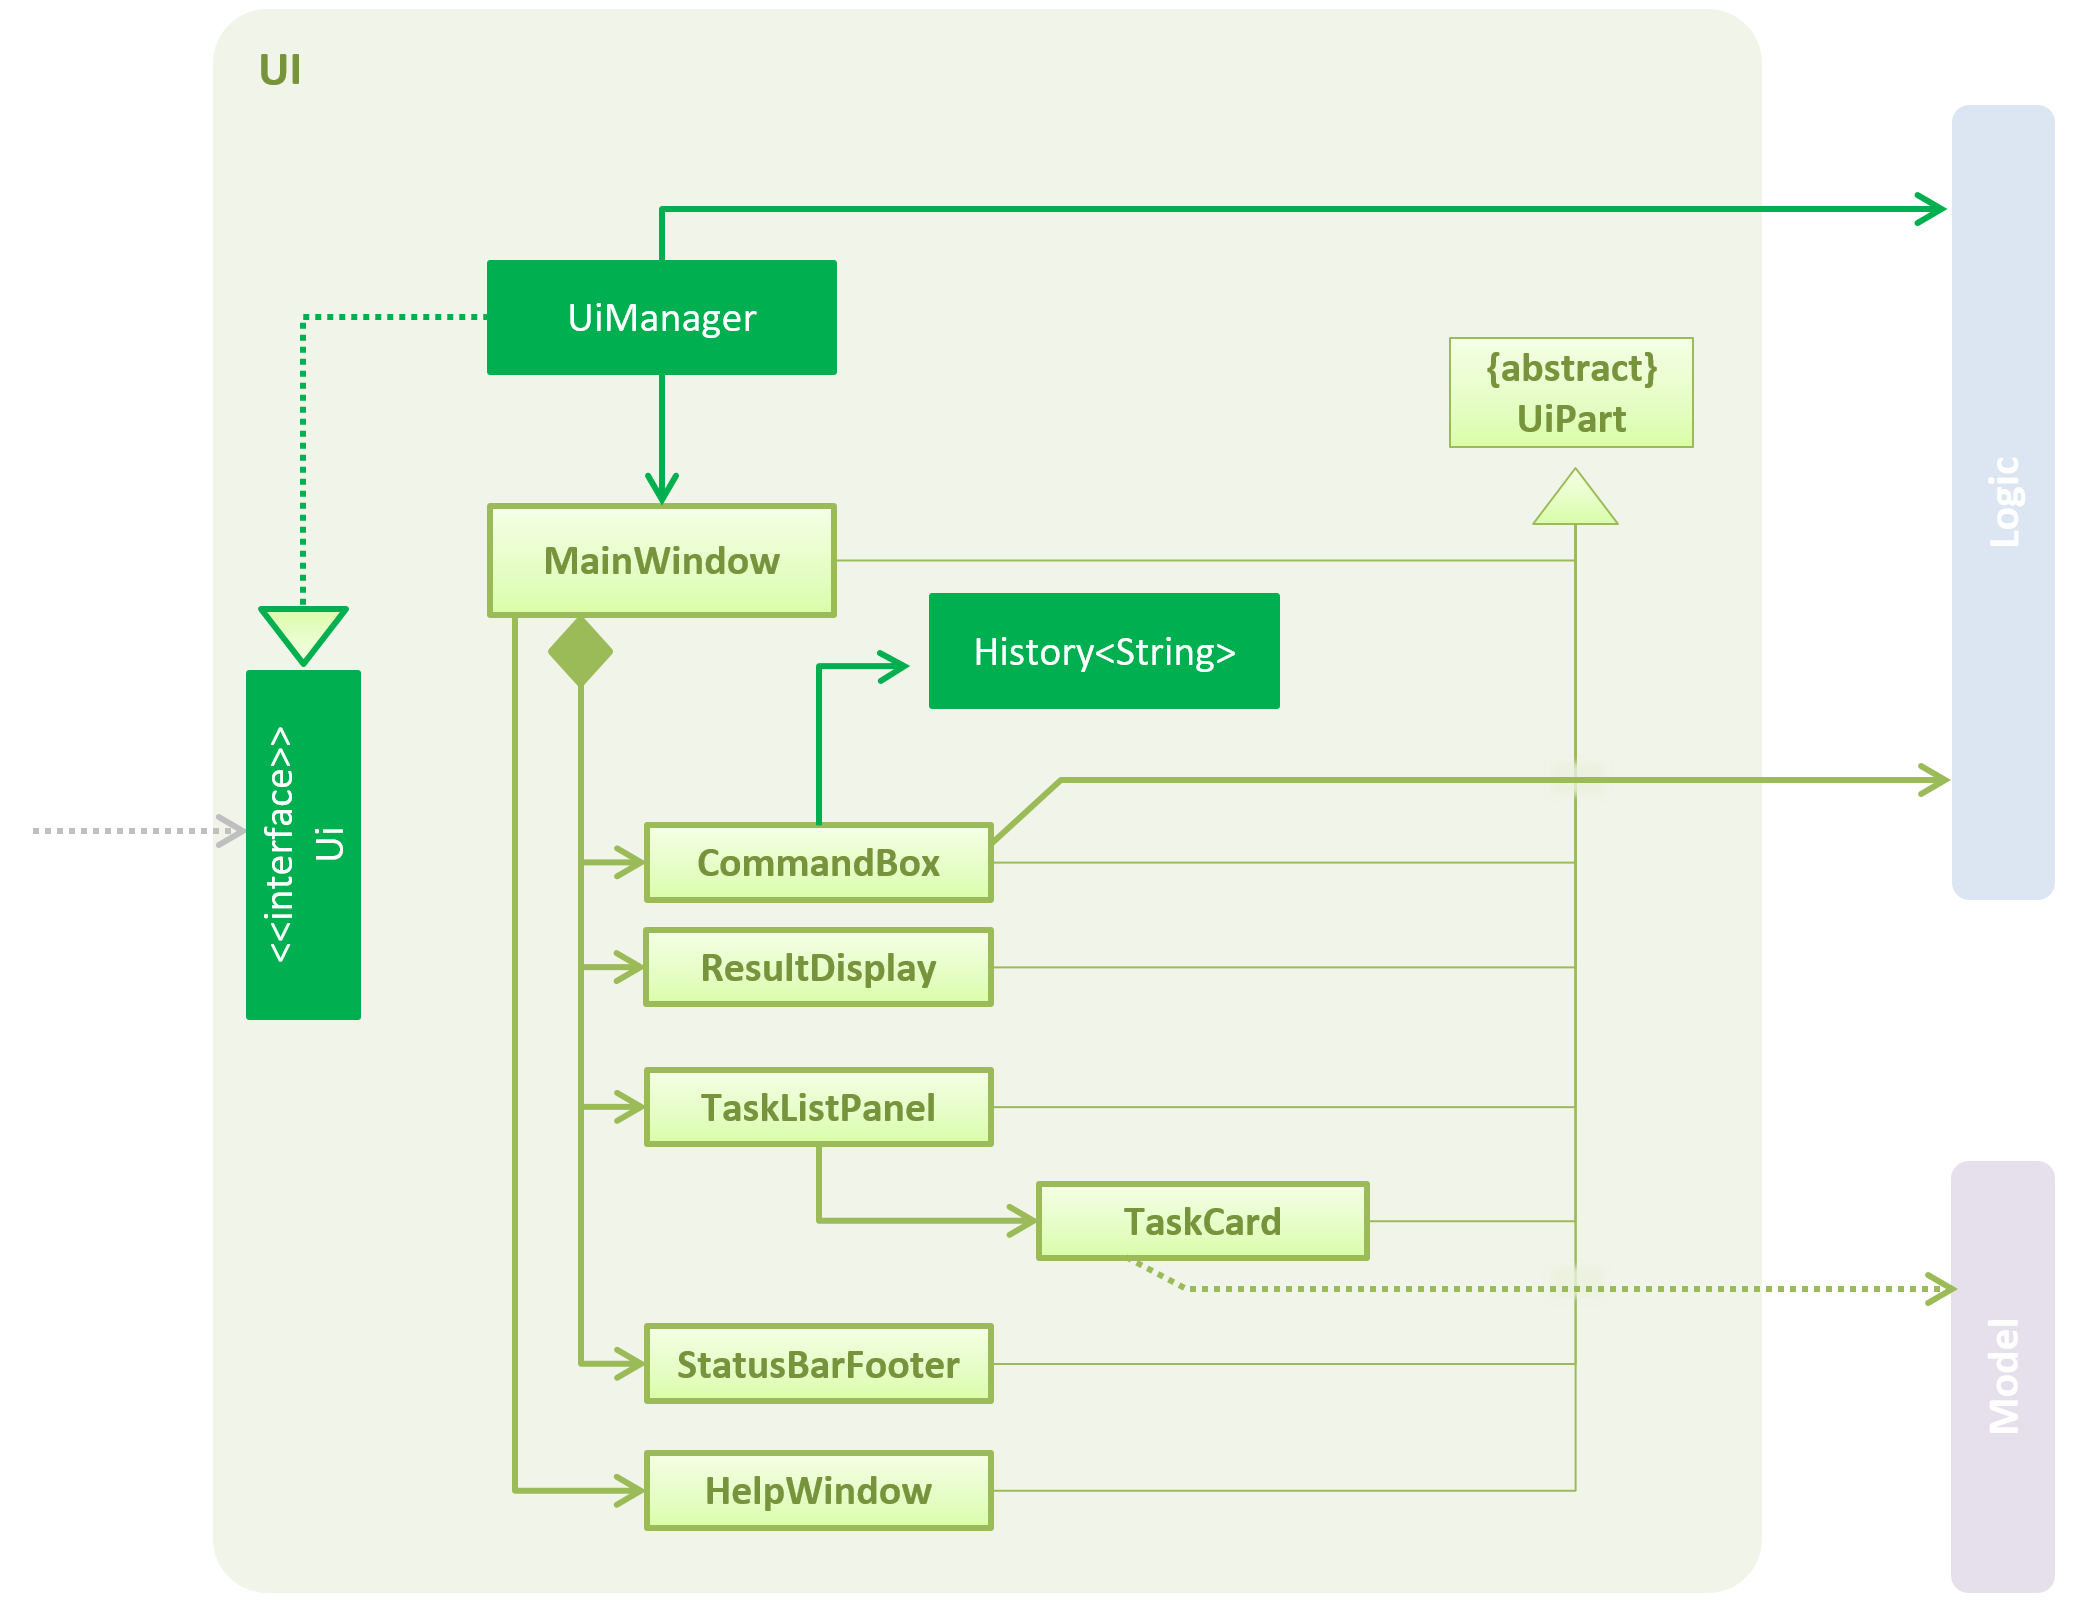 UI
UiManager
{abstract}
UiPart
Logic
MainWindow
History<String>
<<interface>>
Ui
CommandBox
ResultDisplay
TaskListPanel
TaskCard
StatusBarFooter
Model
HelpWindow